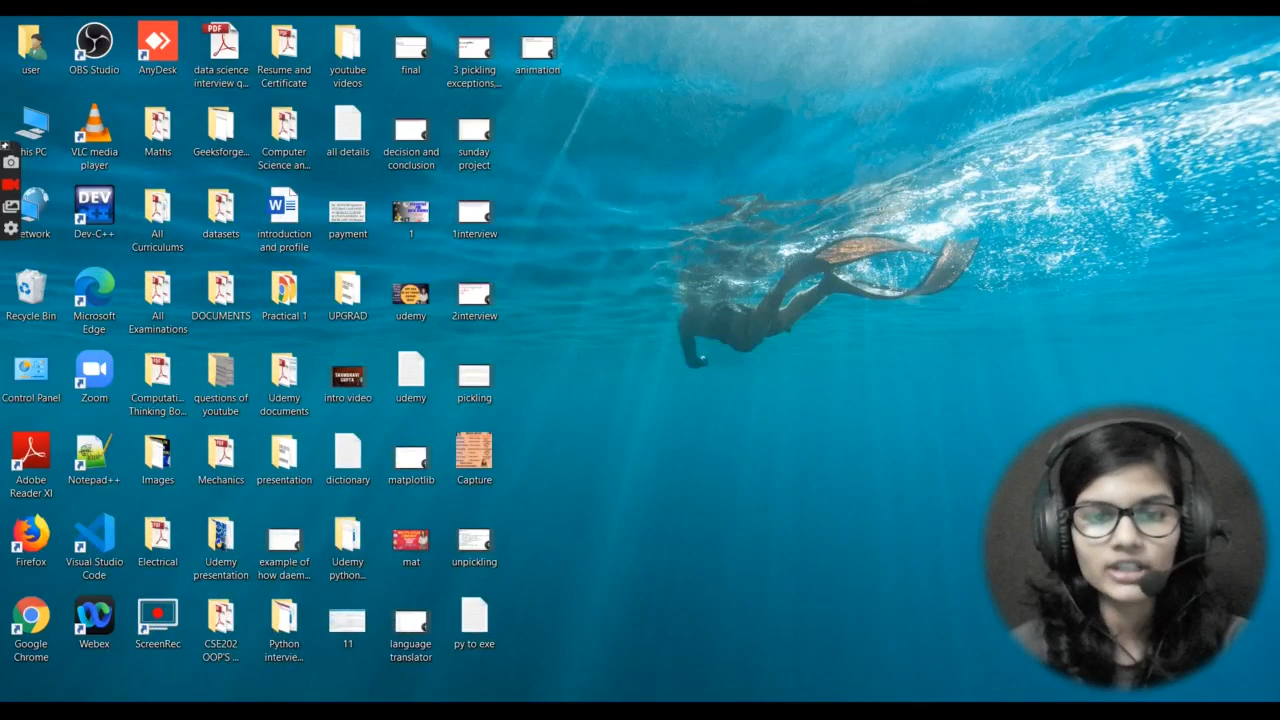 user
OBS Studio
AnyDesk
data science
interview q...
Resume and
Certificate
youtube
videos
final
3 pickling
exceptions,...
animation
his PC
VLC media
player
Maths
Geeksforge...
Computer
Science an...
all details
decision and
conclusion
sunday
project
etwork
Dev-C++
All
Curriculums
datasets
introduction
and profile
payment
1
1interview
Recycle Bin
Microsoft
Edge
All
Examinations
DOCUMENTS
Practical 1
UPGRAD
udemy
2interview
Control Panel
Zoom
Computati...
Thinking Bo...
questions of
youtube
Udemy
documents
intro video
udemy
pickling
Adobe
Reader XI
Notepad++
Images
Mechanics
presentation
dictionary
matplotlib
Capture
Firefox
Visual Studio
Code
Electrical
Udemy
presentation
example of
how daem...
Udemy
python...
mat
unpickling
Google
Chrome
Webex
ScreenRec
CSE202
OOP'S ...
Python
intervie...
11
language
translator
py to exe
PDF
DEV